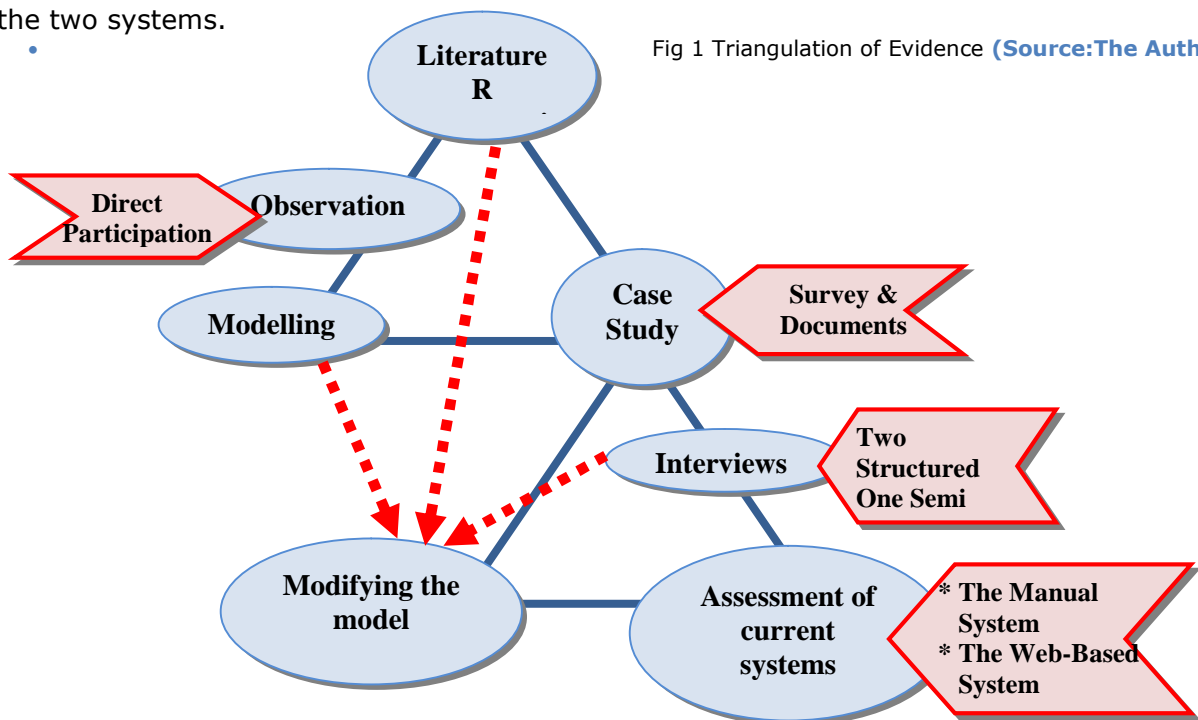 the two systems.
•
Fig 1 Triangulation of Evidence (Source:The Auth
Literature
R
Direct
Participation
Observation
Modelling
Case
Study
Survey &
Documents
Interviews
Two
Structured
One Semi
Modifying the
model
Assessment of
current
systems
* The Manual
System
* The Web-Based
System